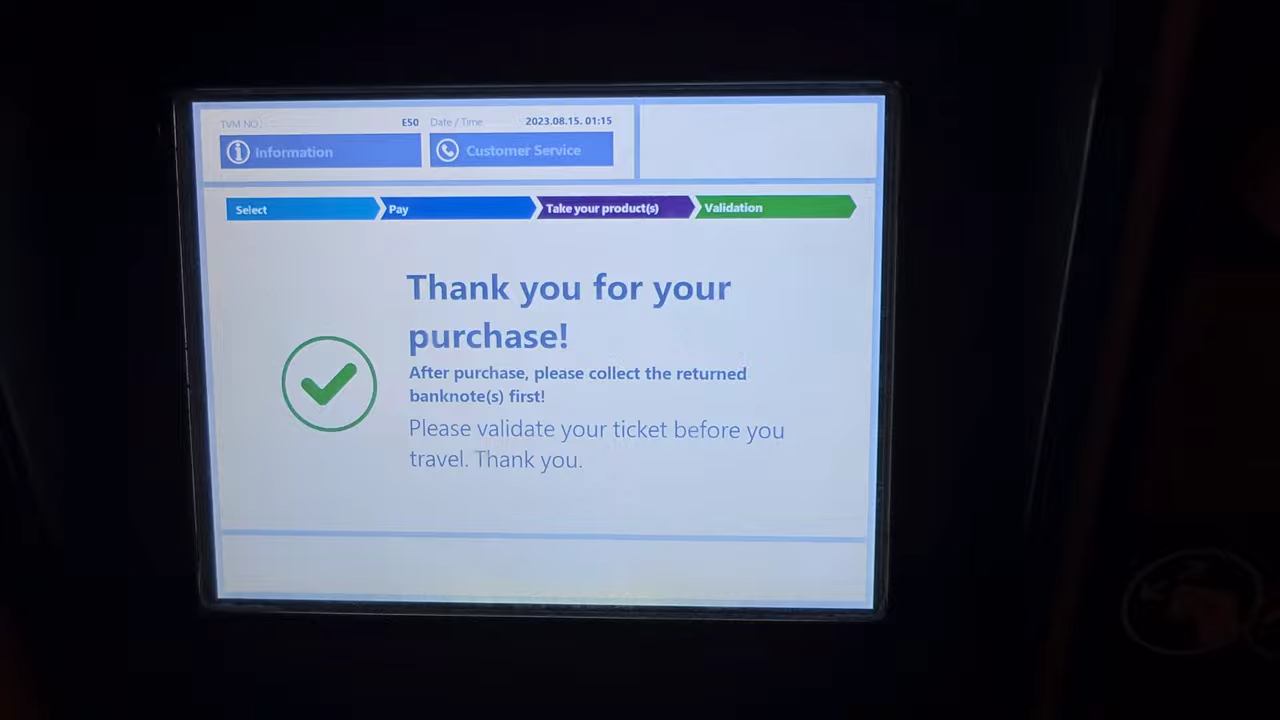 TVM NO.: E50 Date / Time 2023.08.15. 01:15
Information Customer Service
Select Pay Take your product(s) Validation
Thank you for your
purchase!
After purchase, please collect the returned
banknote(s) first!
Please validate your ticket before you
travel. Thank you.